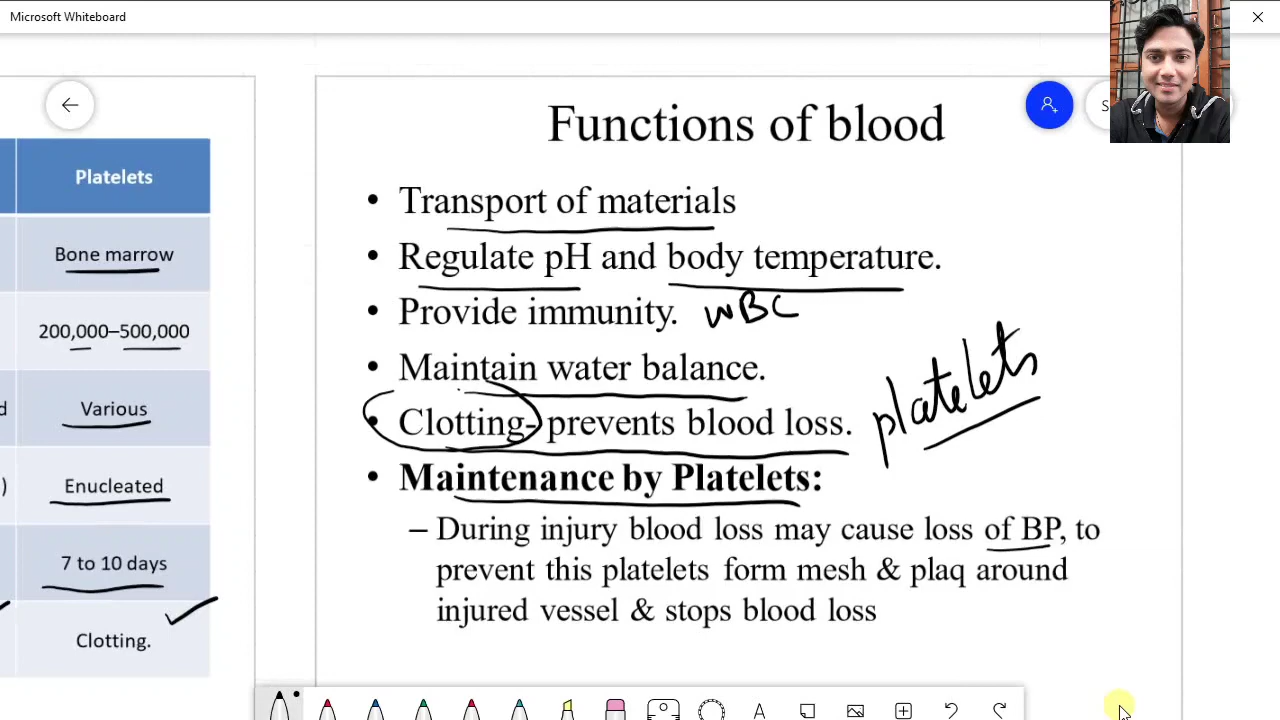 Microsoft Whiteboard
Platelets
Bone marrow
200,000–500,000
Various
Enucleated
7 to 10 days
Clotting.
Functions of blood
• Transport of materials
• Regulate pH and body temperature.
• Provide immunity. WBC
• Maintain water balance.
• Clotting- prevents blood loss. platelets
• Maintenance by Platelets:
– During injury blood loss may cause loss of BP, to
prevent this platelets form mesh & plaq around
injured vessel & stops blood loss